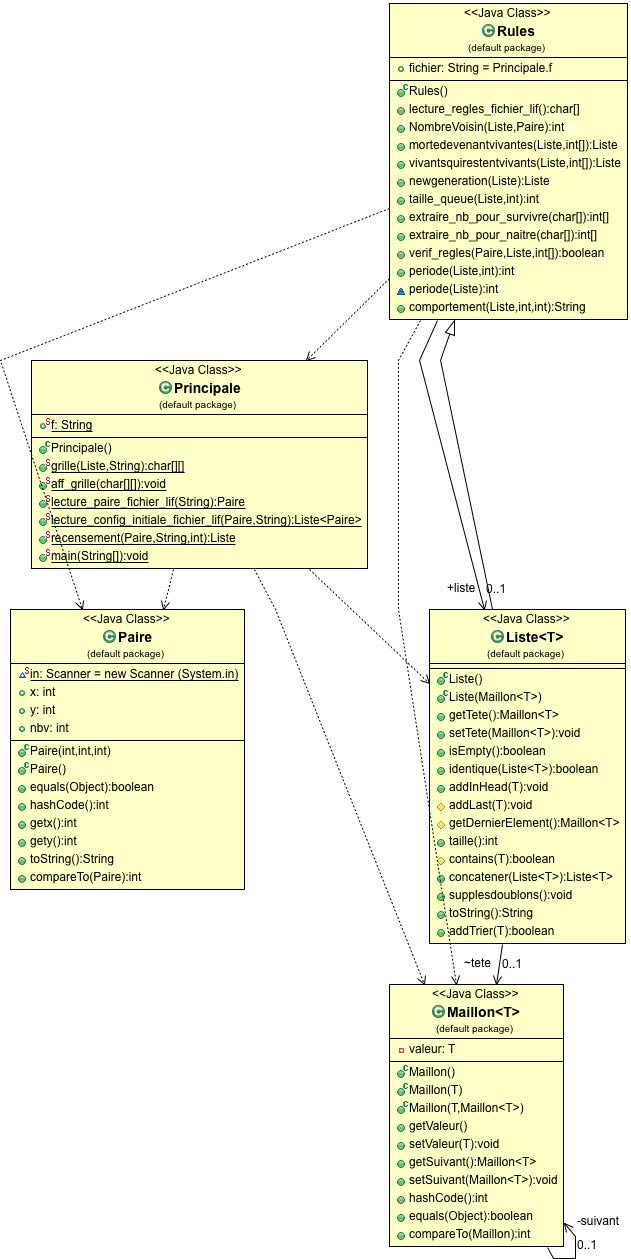 <<Java Class>>
Rules
(default package)
fichier: String = Principale.f
Rules()
lecture_regles_fichier_lif():char[]
NombreVoisin(Liste,Paire):int
mortedevenantvivantes(Liste,int[]):Liste
vivantsquirestentvivants(Liste,int[]):Liste
newgeneration(Liste):Liste
taille_queue(Liste,int):int
extraire_nb_pour_survivre(char[]):int[]
extraire_nb_pour_naitre(char[]):int[]
verif_regles(Paire,Liste,int[]):boolean
periode(Liste,int):int
periode(Liste):int
comportement(Liste,int,int):String
<<Java Class>>
Principale
(default package)
f: String
Principale()
grille(Liste,String):char[][]
aff_grille(char[][]):void
lecture_paire_fichier_lif(String):Paire
lecture_config_initiale_fichier_lif(Paire,String):Liste<Paire>
recensement(Paire,String,int):Liste
main(String[]):void
+liste 0..1
<<Java Class>>
Paire
(default package)
in: Scanner = new Scanner (System.in)
x: int
y: int
nbv: int
Paire(int,int,int)
Paire()
equals(Object):boolean
hashCode():int
getx():int
gety():int
toString():String
compareTo(Paire):int
<<Java Class>>
Liste<T>
(default package)
Liste()
Liste(Maillon<T>)
getTete():Maillon<T>
setTete(Maillon<T>):void
isEmpty():boolean
identique(Liste<T>):boolean
addInHead(T):void
addLast(T):void
getDernierElement():Maillon<T>
taille():int
contains(T):boolean
concatener(Liste<T>):Liste<T>
supplesdoublons():void
toString():String
addTrier(T):boolean
~tete 0..1
<<Java Class>>
Maillon<T>
(default package)
valeur: T
Maillon()
Maillon(T)
Maillon(T,Maillon<T>)
getValeur()
setValeur(T):void
getSuivant():Maillon<T>
setSuivant(Maillon<T>):void
hashCode():int
equals(Object):boolean
compareTo(Maillon):int
-suivant
0..1